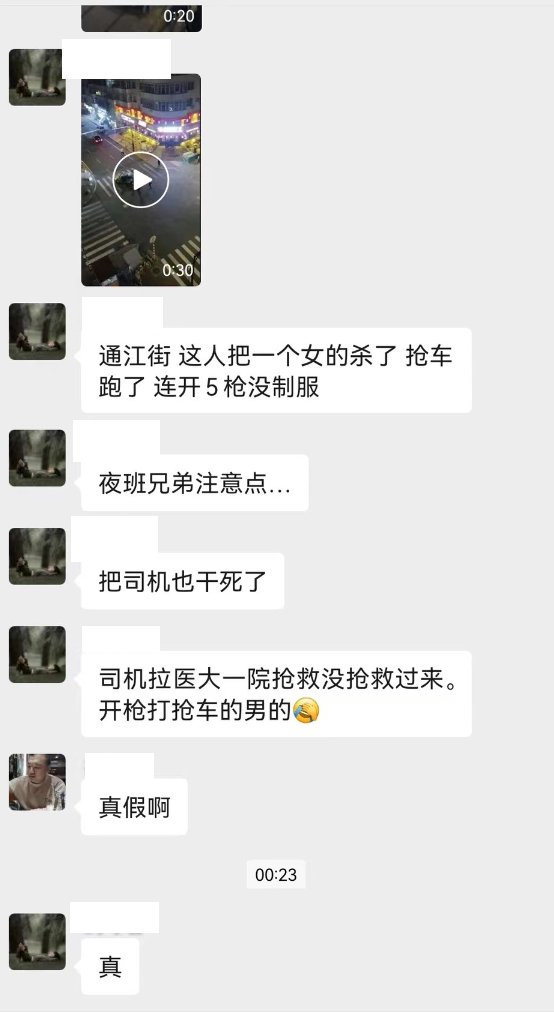 0:20
0:30
通江街 这人把一个女的杀了 抢车
跑了 连开5枪没制服
夜班兄弟注意点...
把司机也干死了
司机拉医大一院抢救没抢救过来。
开枪打抢车的男的🤣
真假啊
00:23
真